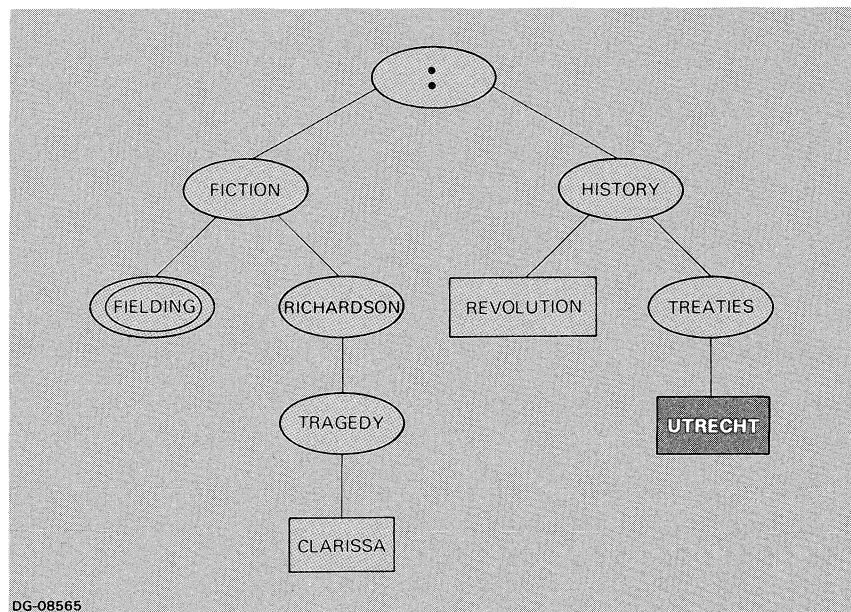 :
FICTION
HISTORY
FIELDING
RICHARDSON
REVOLUTION
TREATIES
TRAGEDY
UTRECHT
CLARISSA
DG-08565